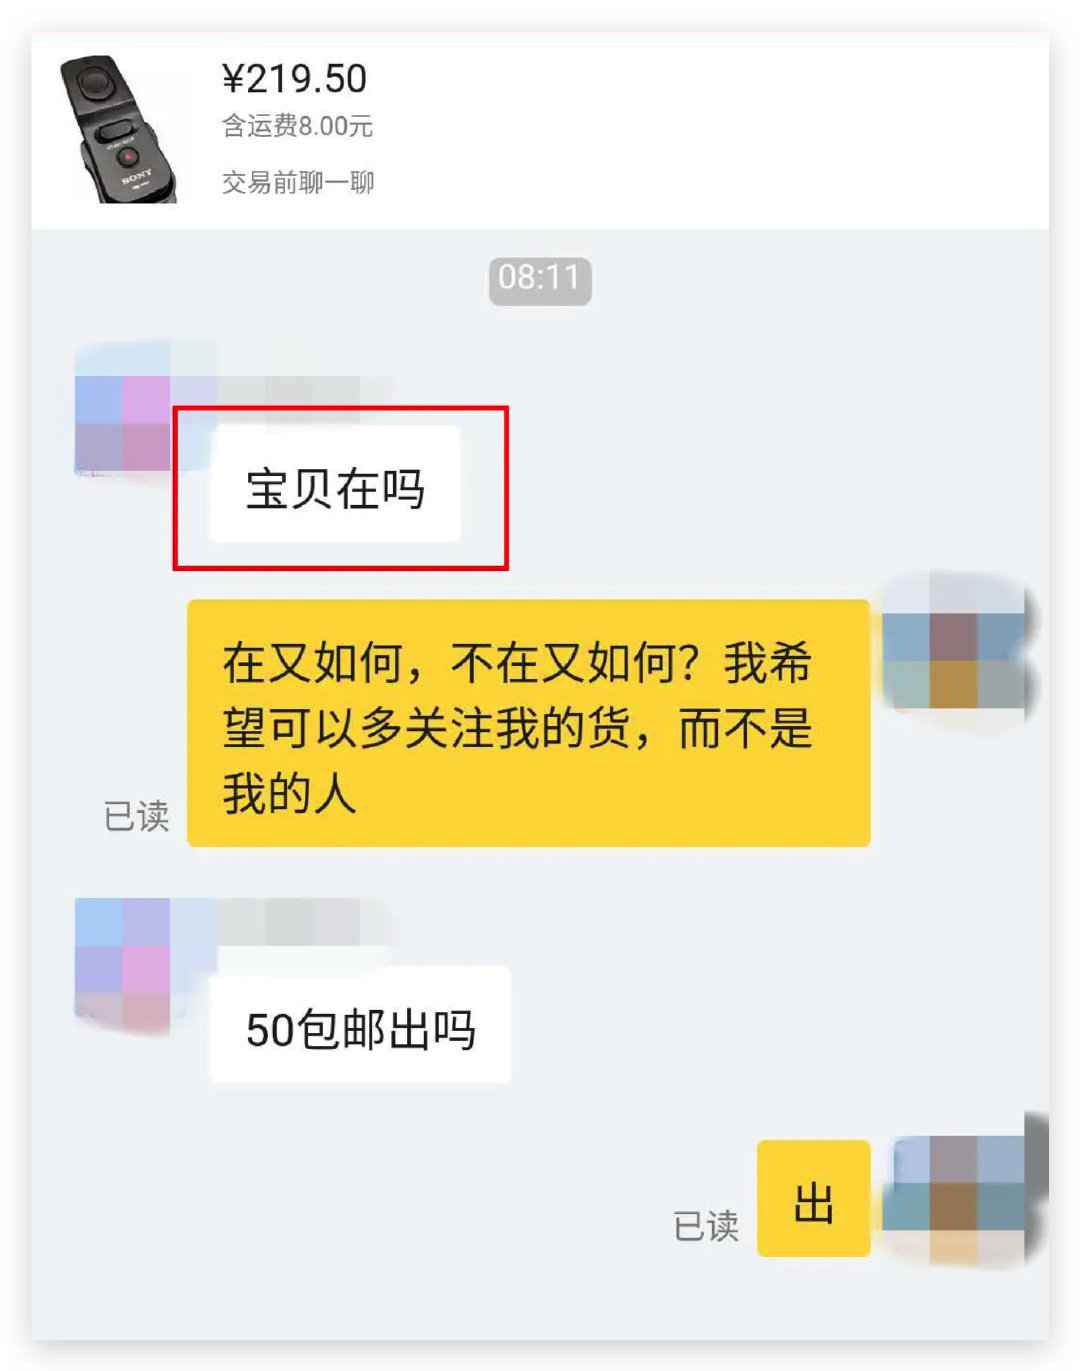 ¥219.50
含运费8.00元
交易前聊一聊
SONY
08:11
宝贝在吗
在又如何，不在又如何？我希
望可以多关注我的货，而不是
我的人
已读
50包邮出吗
出
已读